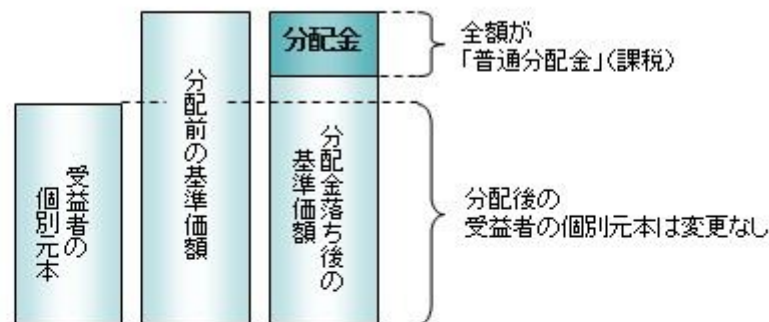 受益者の
個別元本
分配前の基準価額
分配金
分配金落ち後の
基準価額
全額が
「普通分配金」(課税)
分配後の
受益者の個別元本は変更なし